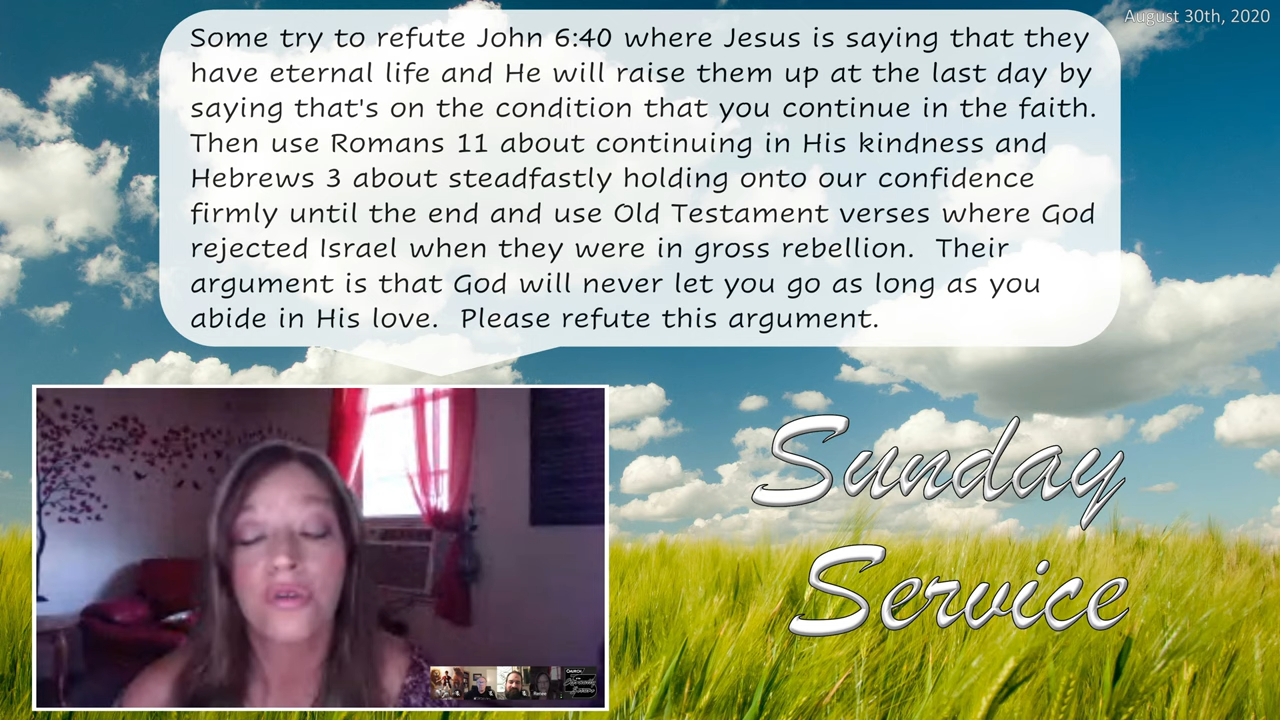 August 30th, 2020
Some try to refute John 6:40 where Jesus is saying that they
have eternal life and He will raise them up at the last day by
saying that's on the condition that you continue in the faith.
Then use Romans 11 about continuing in His kindness and
Hebrews 3 about steadfastly holding onto our confidence
firmly until the end and use Old Testament verses where God
rejected Israel when they were in gross rebellion.  Their
argument is that God will never let you go as long as you
abide in His love.  Please refute this argument.
Sunday
Service